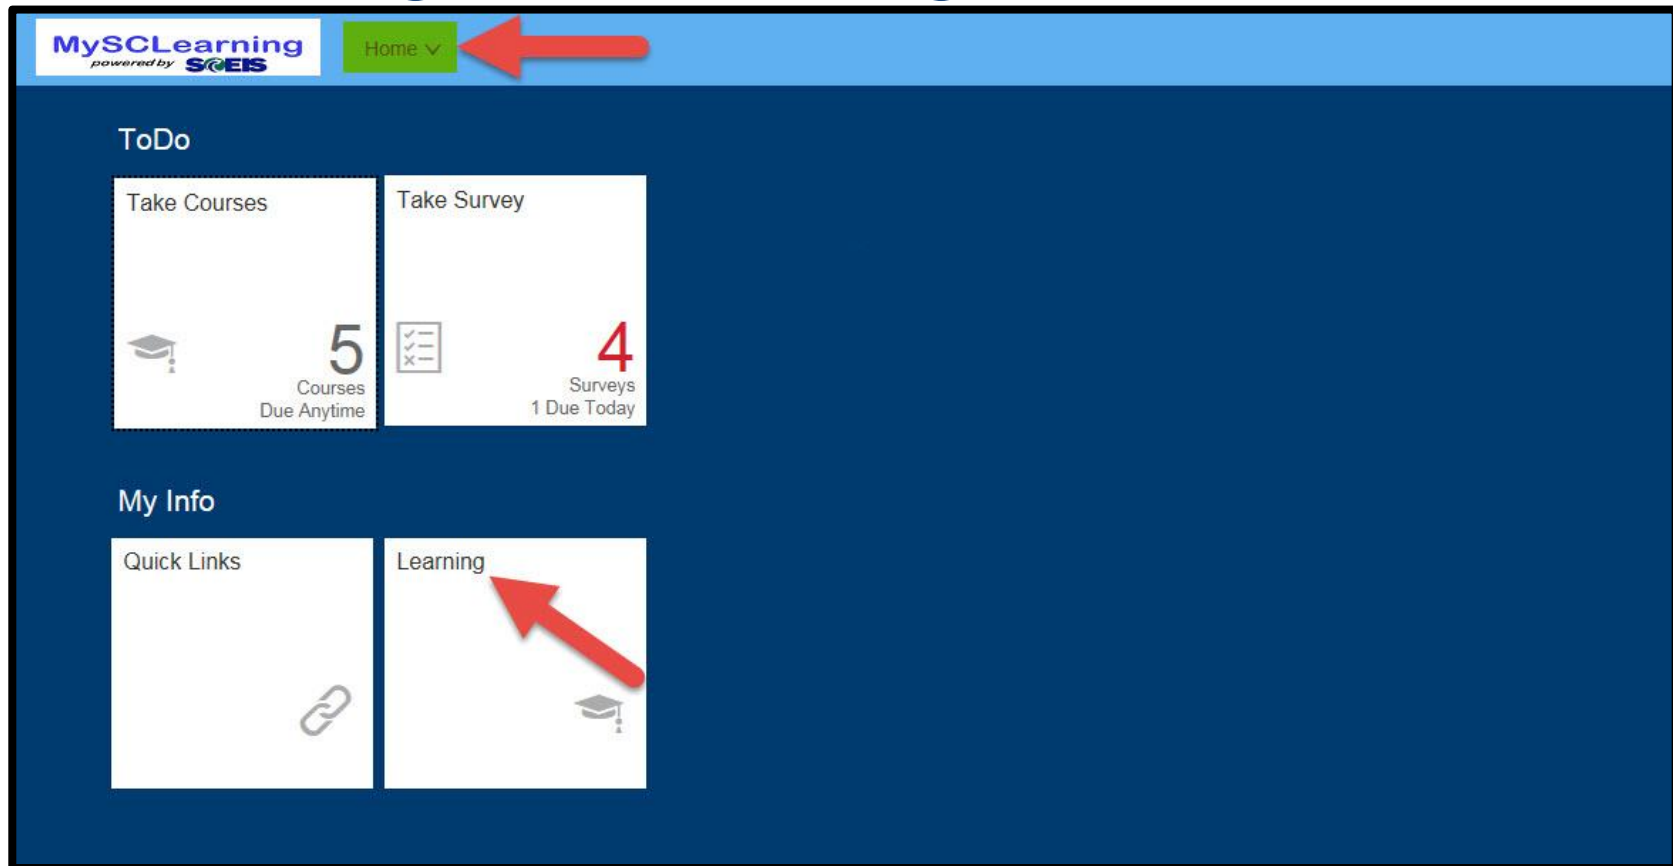 MySCLearning
powered by SCEIS
Home
ToDo
Take Courses
5
Courses
Due Anytime
Take Survey
4
Surveys
1 Due Today
My Info
Quick Links
Learning